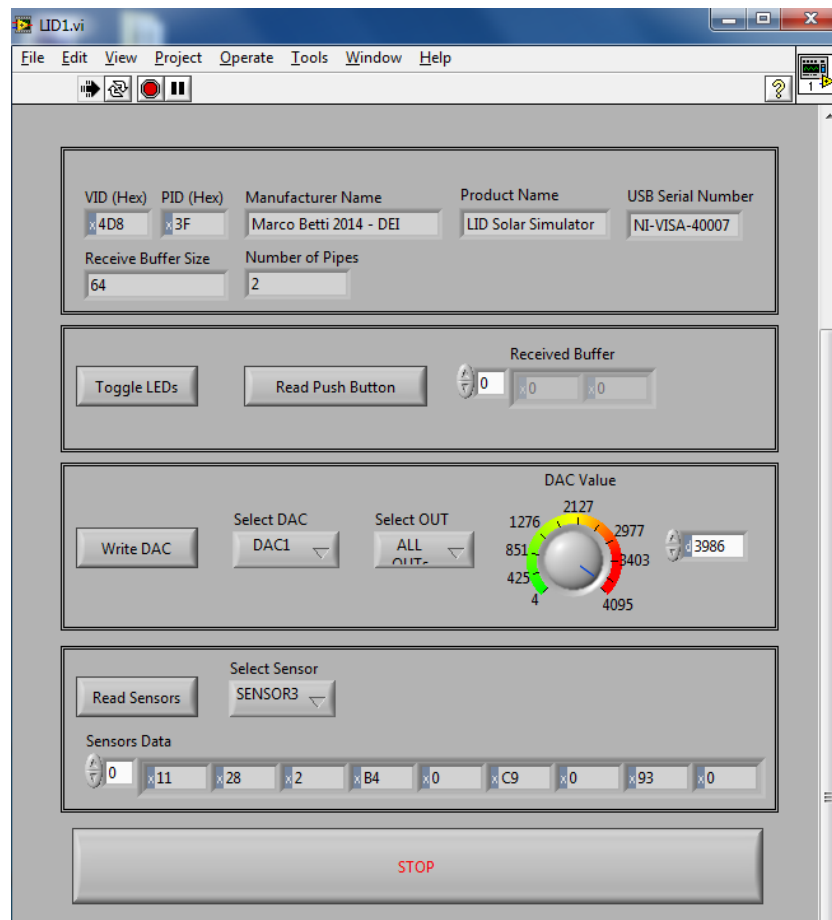 LID1.vi
File Edit View Project Operate Tools Window Help
1
VID (Hex) PID (Hex) Manufacturer Name Product Name USB Serial Number
x 4D8 x 3F Marco Betti 2014 - DEI LID Solar Simulator NI-VISA-40007
Receive Buffer Size Number of Pipes
64 2
Received Buffer
Toggle LEDs Read Push Button 0 x 0 x 0
DAC Value
Select DAC Select OUT
Write DAC DAC1 ALL
4 425 851 1276 2127 2977 3403 4095
d 3986
Select Sensor
Read Sensors SENSOR3
Sensors Data
0 x 11 x 28 x 2 x B4 x 0 x C9 x 0 x 93 x 0
STOP